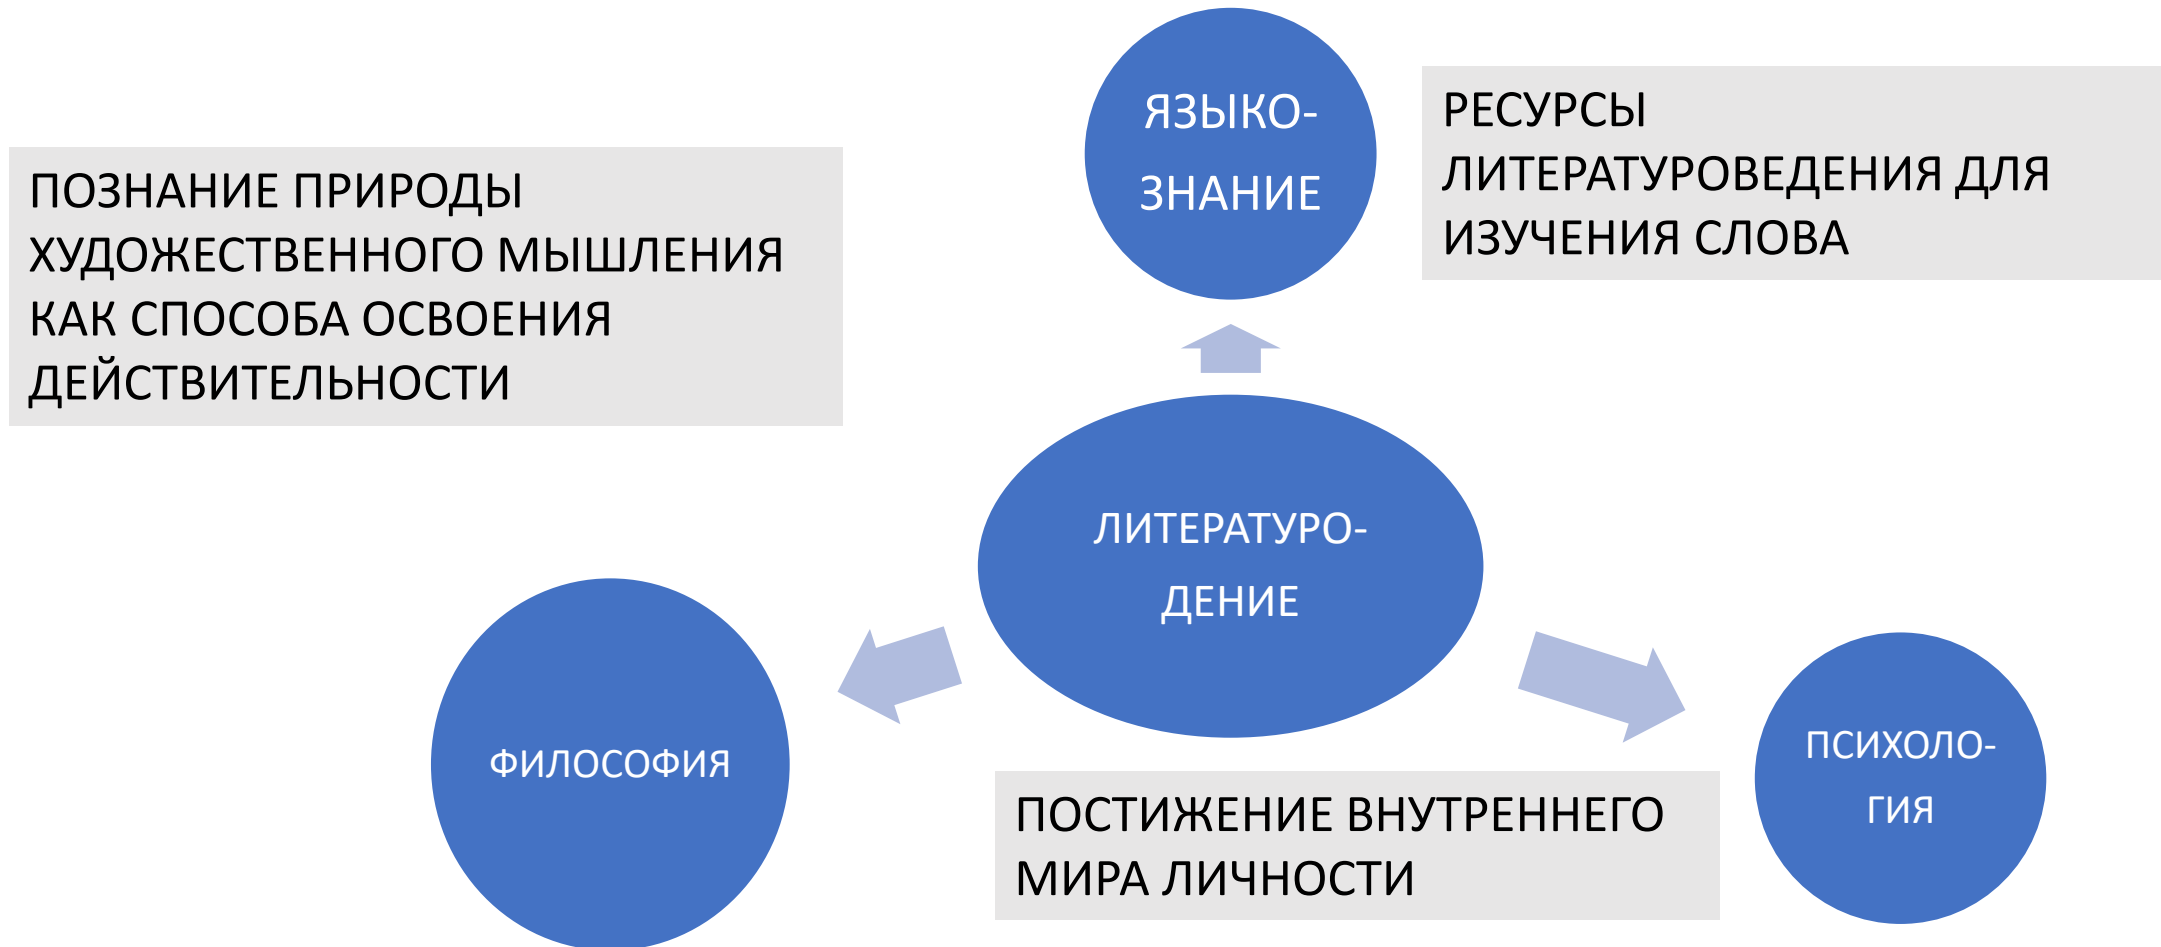 ЯЗЫКО-
ЗНАНИЕ
РЕСУРСЫ
ЛИТЕРАТУРОВЕДЕНИЯ ДЛЯ
ИЗУЧЕНИЯ СЛОВА
ПОЗНАНИЕ ПРИРОДЫ
ХУДОЖЕСТВЕННОГО МЫШЛЕНИЯ
КАК СПОСОБА ОСВОЕНИЯ
ДЕЙСТВИТЕЛЬНОСТИ
ЛИТЕРАТУРО-
ДЕНИЕ
ФИЛОСОФИЯ
ПСИХОЛО-
ГИЯ
ПОСТИЖЕНИЕ ВНУТРЕННЕГО
МИРА ЛИЧНОСТИ